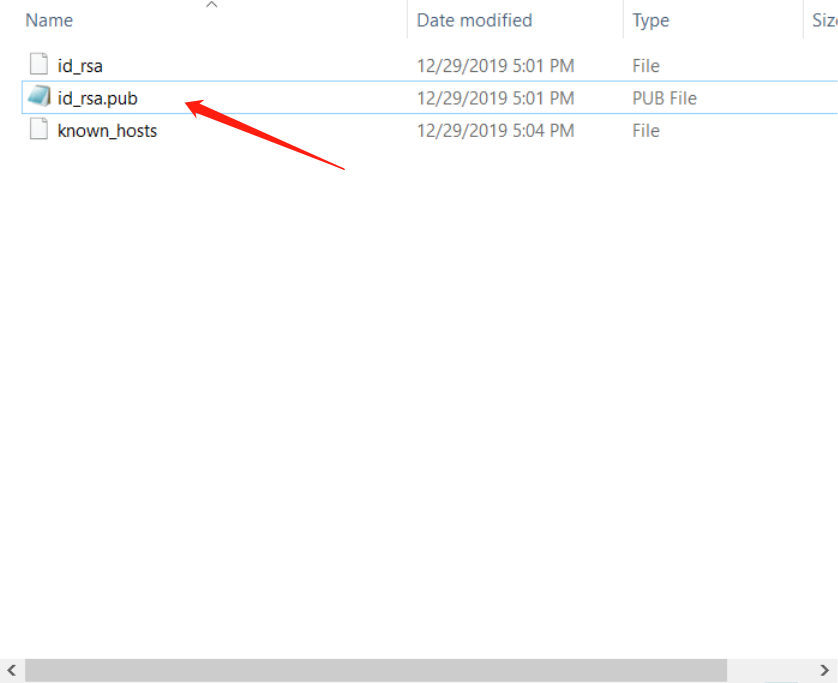 Name Date modified Type Siz
id_rsa 12/29/2019 5:01 PM File
id_rsa.pub 12/29/2019 5:01 PM PUB File
known_hosts 12/29/2019 5:04 PM File